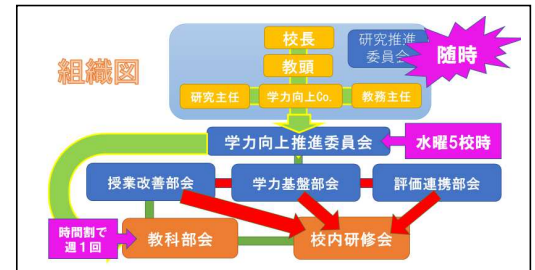 組織図
校長
教頭
研究主任
学力向上Co.
教務主任
研究推進
委員会
随時
学力向上推進委員会
水曜5校時
授業改善部会
学力基盤部会
評価連携部会
時間割で
週1回
教科部会
校内研修会